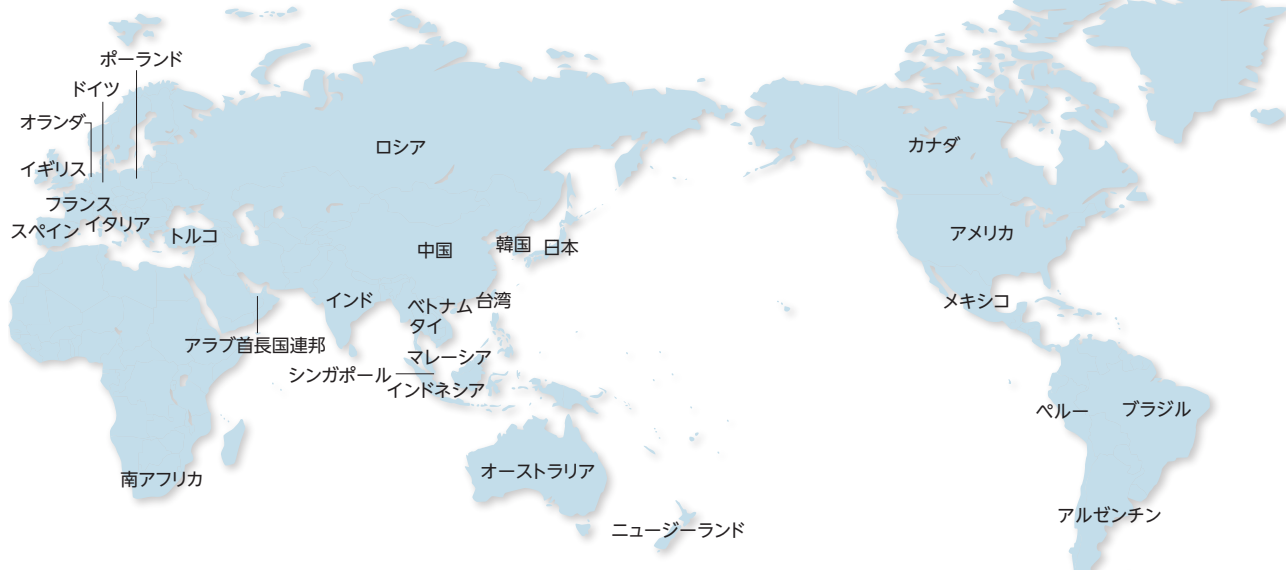 ポーランド
ドイツ
オランダ
イギリス
フランス
スペイン
イタリア
トルコ
ロシア
中国
韓国
日本
インド
ベトナム
台湾
タイ
アラブ首長国連邦
マレーシア
シンガポール
インドネシア
南アフリカ
オーストラリア
ニュージーランド
カナダ
アメリカ
メキシコ
ペルー
ブラジル
アルゼンチン